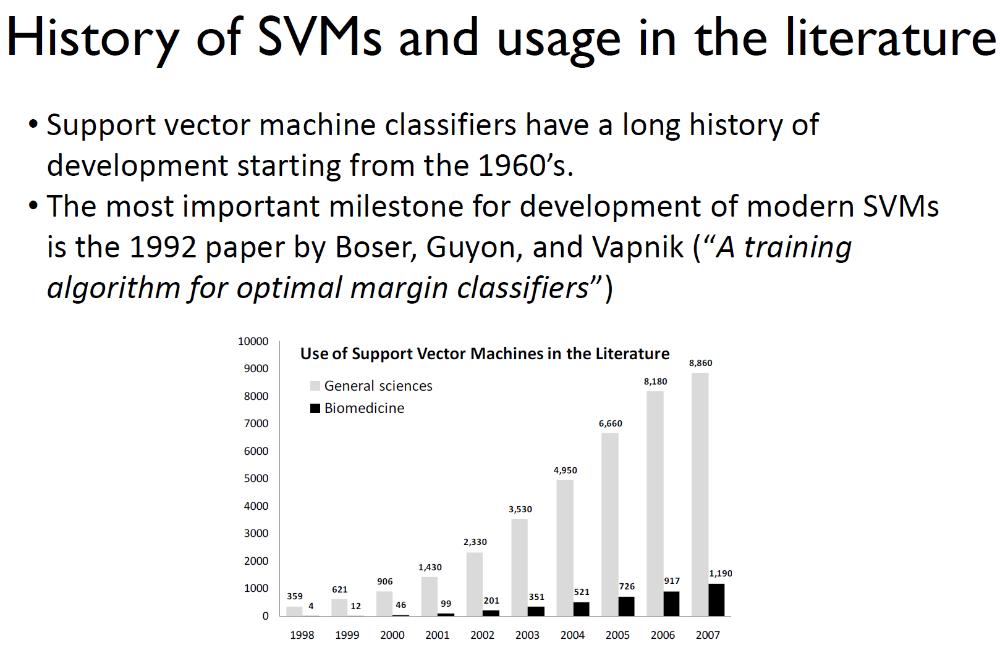 History of SVMs and usage in the literature
• Support vector machine classifiers have a long history of
development starting from the 1960’s.
• The most important milestone for development of modern SVMs
is the 1992 paper by Boser, Guyon, and Vapnik (“A training
algorithm for optimal margin classifiers”)
Use of Support Vector Machines in the Literature
General sciences
Biomedicine
10000
9000
8000
7000
6000
5000
4000
3000
2000
1000
0
359 4
621 12
906 46
1,430 99
2,330 201
3,530 351
4,950 521
6,660 726
8,180 917
8,860 1,190
1998 1999 2000 2001 2002 2003 2004 2005 2006 2007